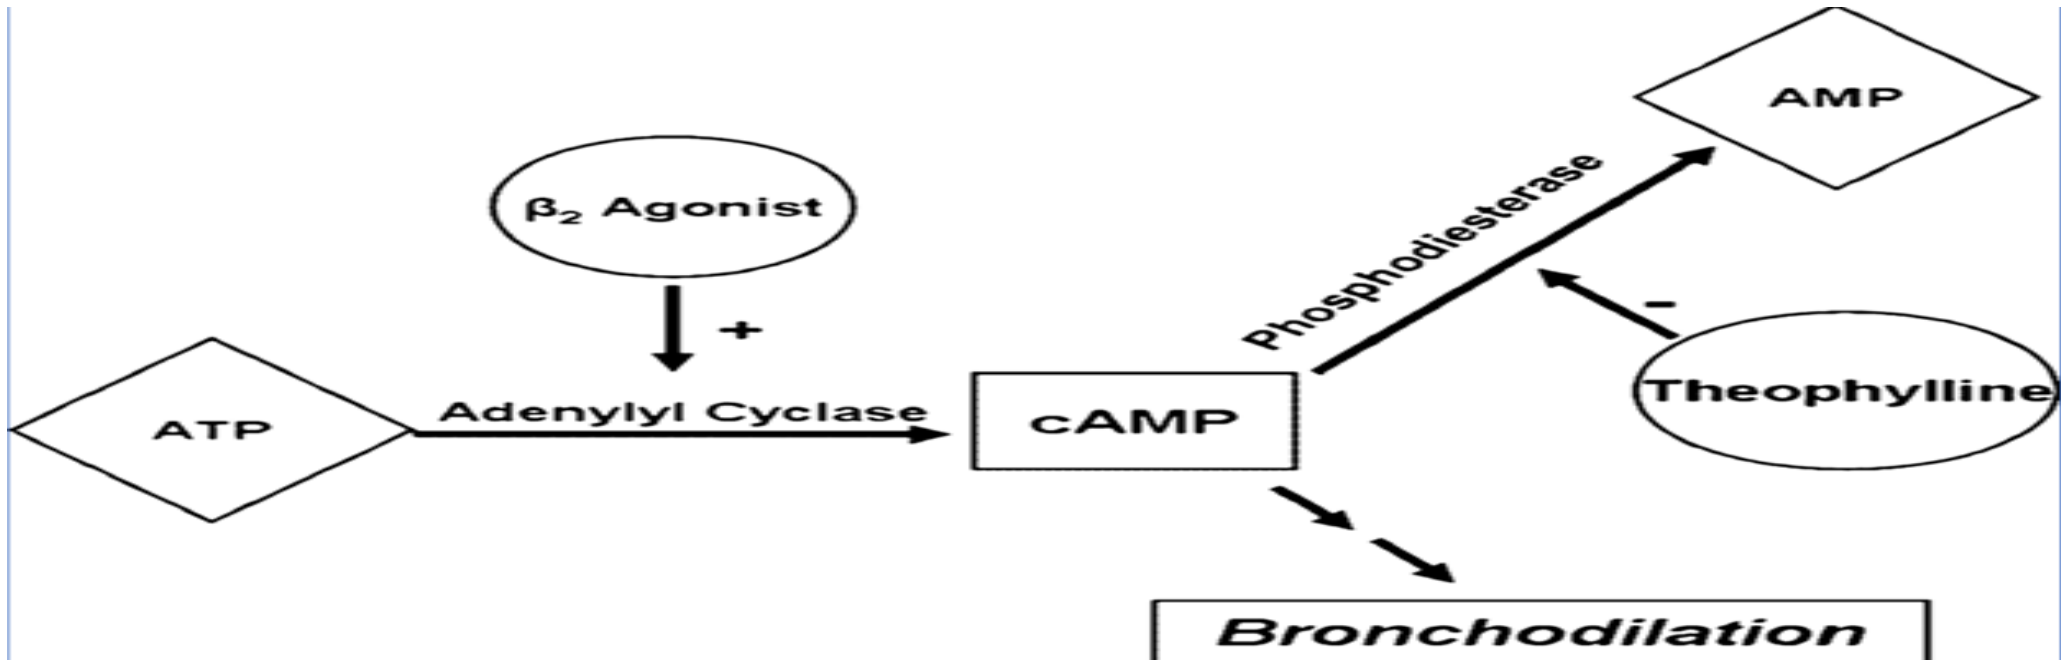 AMP
Phosphodiesterase
β₂ Agonist
+
-
Theophylline
Adenylyl Cyclase
ATP
cAMP
Bronchodilation